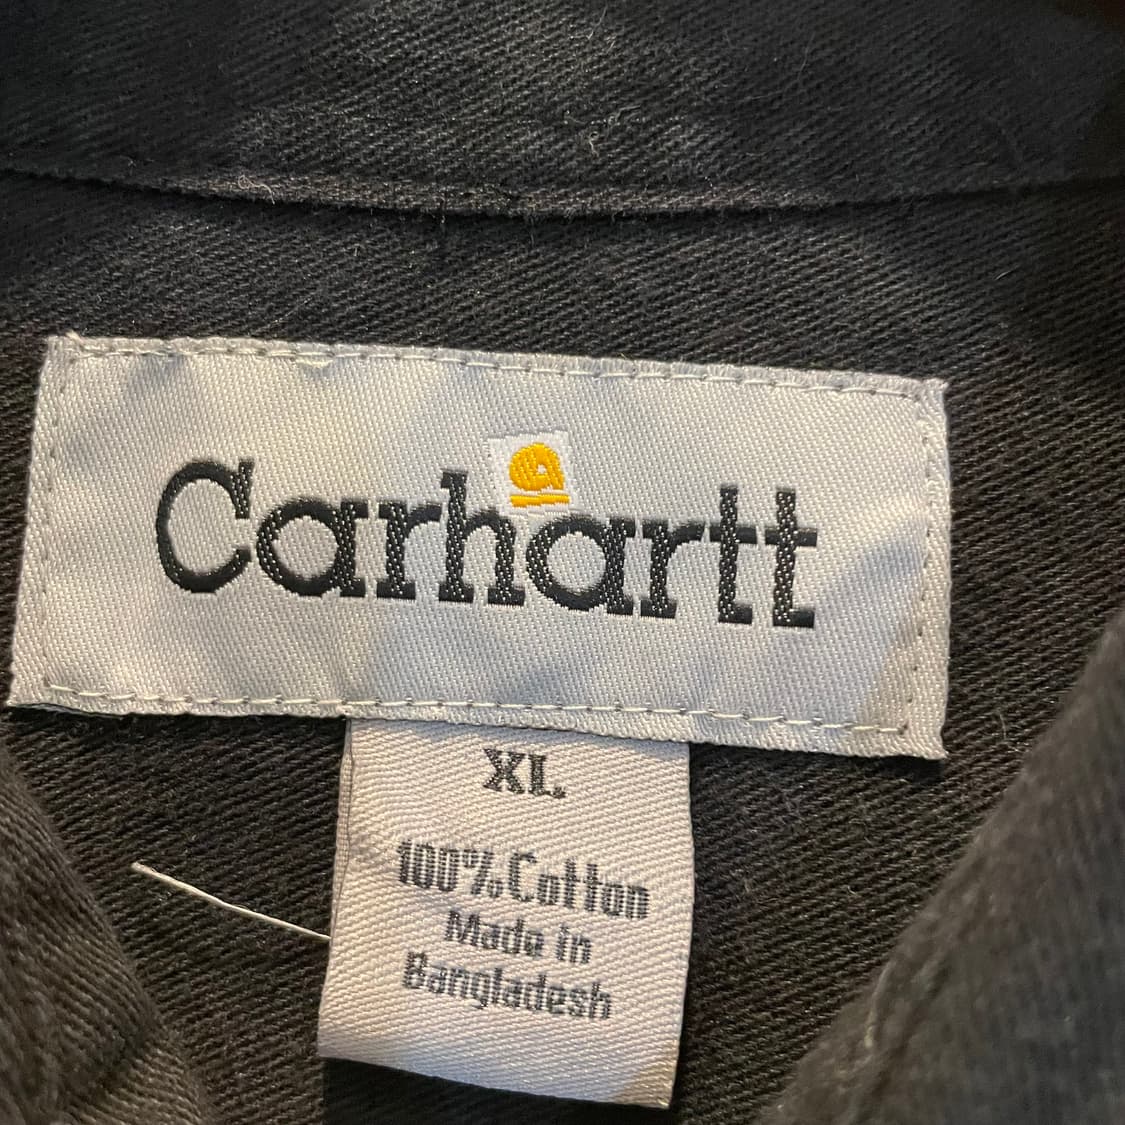 Carhartt
XL
100% Cotton
Made in
Bangladesh